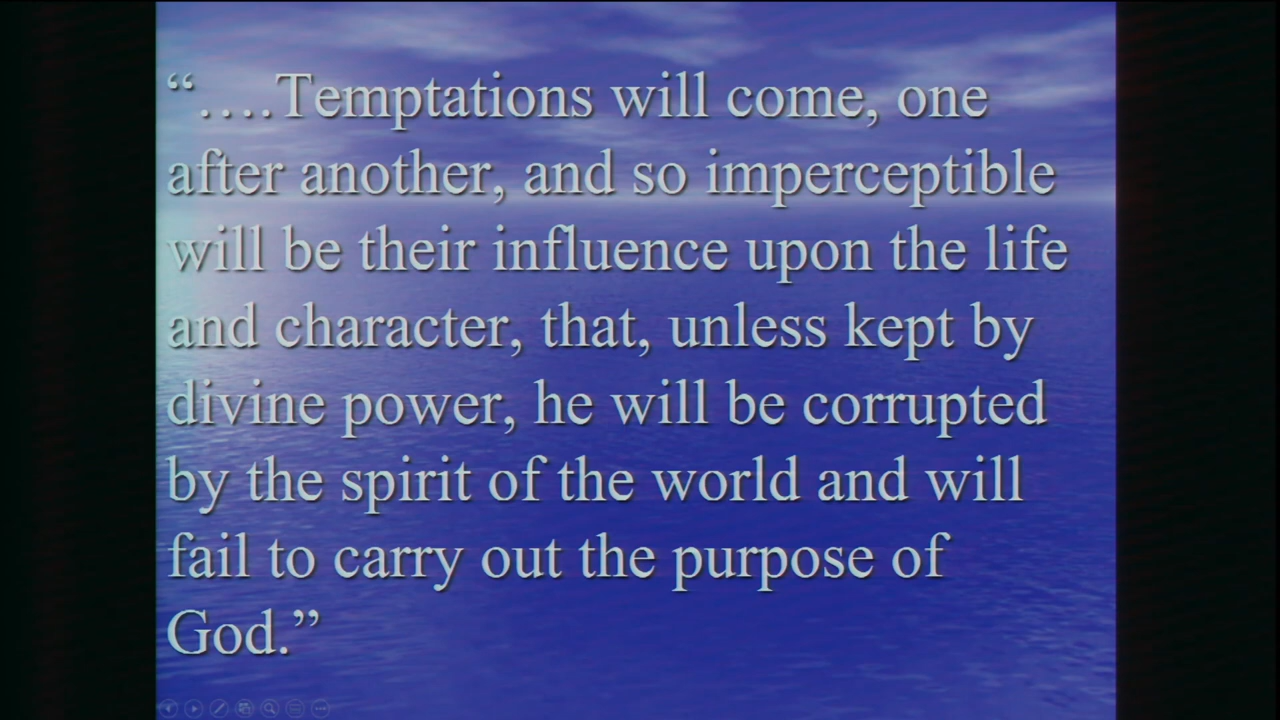 “….Temptations will come, one
after another, and so imperceptible
will be their influence upon the life
and character, that, unless kept by
divine power, he will be corrupted
by the spirit of the world and will
fail to carry out the purpose of
God.”